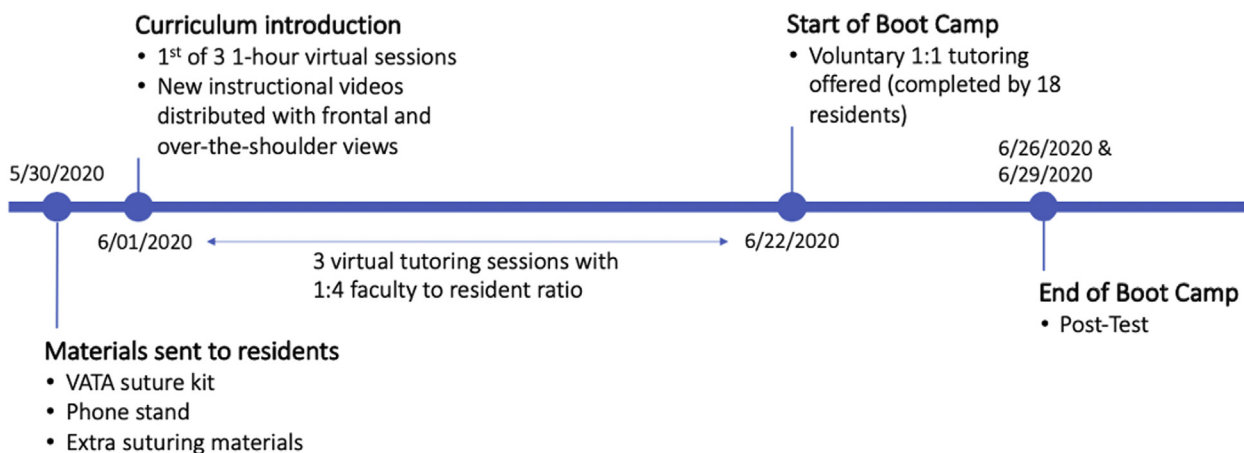 Curriculum introduction
• 1st of 3 1-hour virtual sessions
• New instructional videos
distributed with frontal and
over-the-shoulder views
Start of Boot Camp
• Voluntary 1:1 tutoring
offered (completed by 18
residents)
5/30/2020
6/26/2020 &
6/29/2020
6/01/2020
6/22/2020
3 virtual tutoring sessions with
1:4 faculty to resident ratio
Materials sent to residents
• VATA suture kit
• Phone stand
• Extra suturing materials
End of Boot Camp
• Post-Test